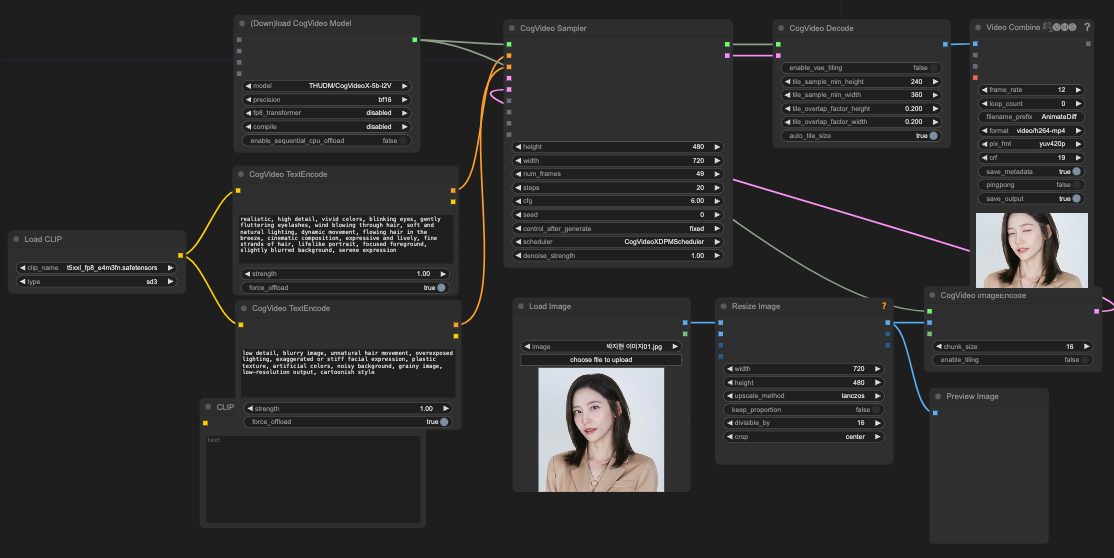 (Down)load CogVideo Model
model THUDM/CogVideoX-5b-I2V
precision bf16
fp8_transformer disabled
compile disabled
enable_sequential_cpu_offload false
CogVideo TextEncode
realistic, high detail, vivid colors, blinking eyes, gently
fluttering eyelashes, wind blowing through hair, soft and
natural lighting, dynamic movement, flowing hair in the
breeze, cinematic composition, expressive and lively, fine
strands of hair, lifelike portrait, focused foreground,
slightly blurred background, serene expression
strength 1.00
force_offload true
Load CLIP
clip_name t5xxl_fp8_e4m3fn.safetensors
type sd3
CogVideo TextEncode
low detail, blurry image, unnatural hair movement, overexposed
lighting, exaggerated or stiff facial expression, plastic
texture, artificial colors, noisy background, grainy image,
low-resolution output, cartoonish style
strength 1.00
force_offload true
CLIP
text
CogVideo Sampler
height 480
width 720
num_frames 49
steps 20
cfg 6.00
seed 0
control_after_generate fixed
scheduler CogVideoXDPMScheduler
denoise_strength 1.00
CogVideo Decode
enable_vae_tiling false
tile_sample_min_height 240
tile_sample_min_width 360
tile_overlap_factor_height 0.200
tile_overlap_factor_width 0.200
auto_tile_size true
Video Combine VHS ?
frame_rate 12
loop_count 0
filename_prefix AnimateDiff
format video/h264-mp4
pix_fmt yuv420p
crf 19
save_metadata true
pingpong false
save_output true
Load Image
image 박지현 이미지01.jpg
choose file to upload
Resize Image ?
width 720
height 480
upscale_method lanczos
keep_proportion false
divisible_by 16
crop center
CogVideo ImageEncode
chunk_size 16
enable_tiling false
Preview Image